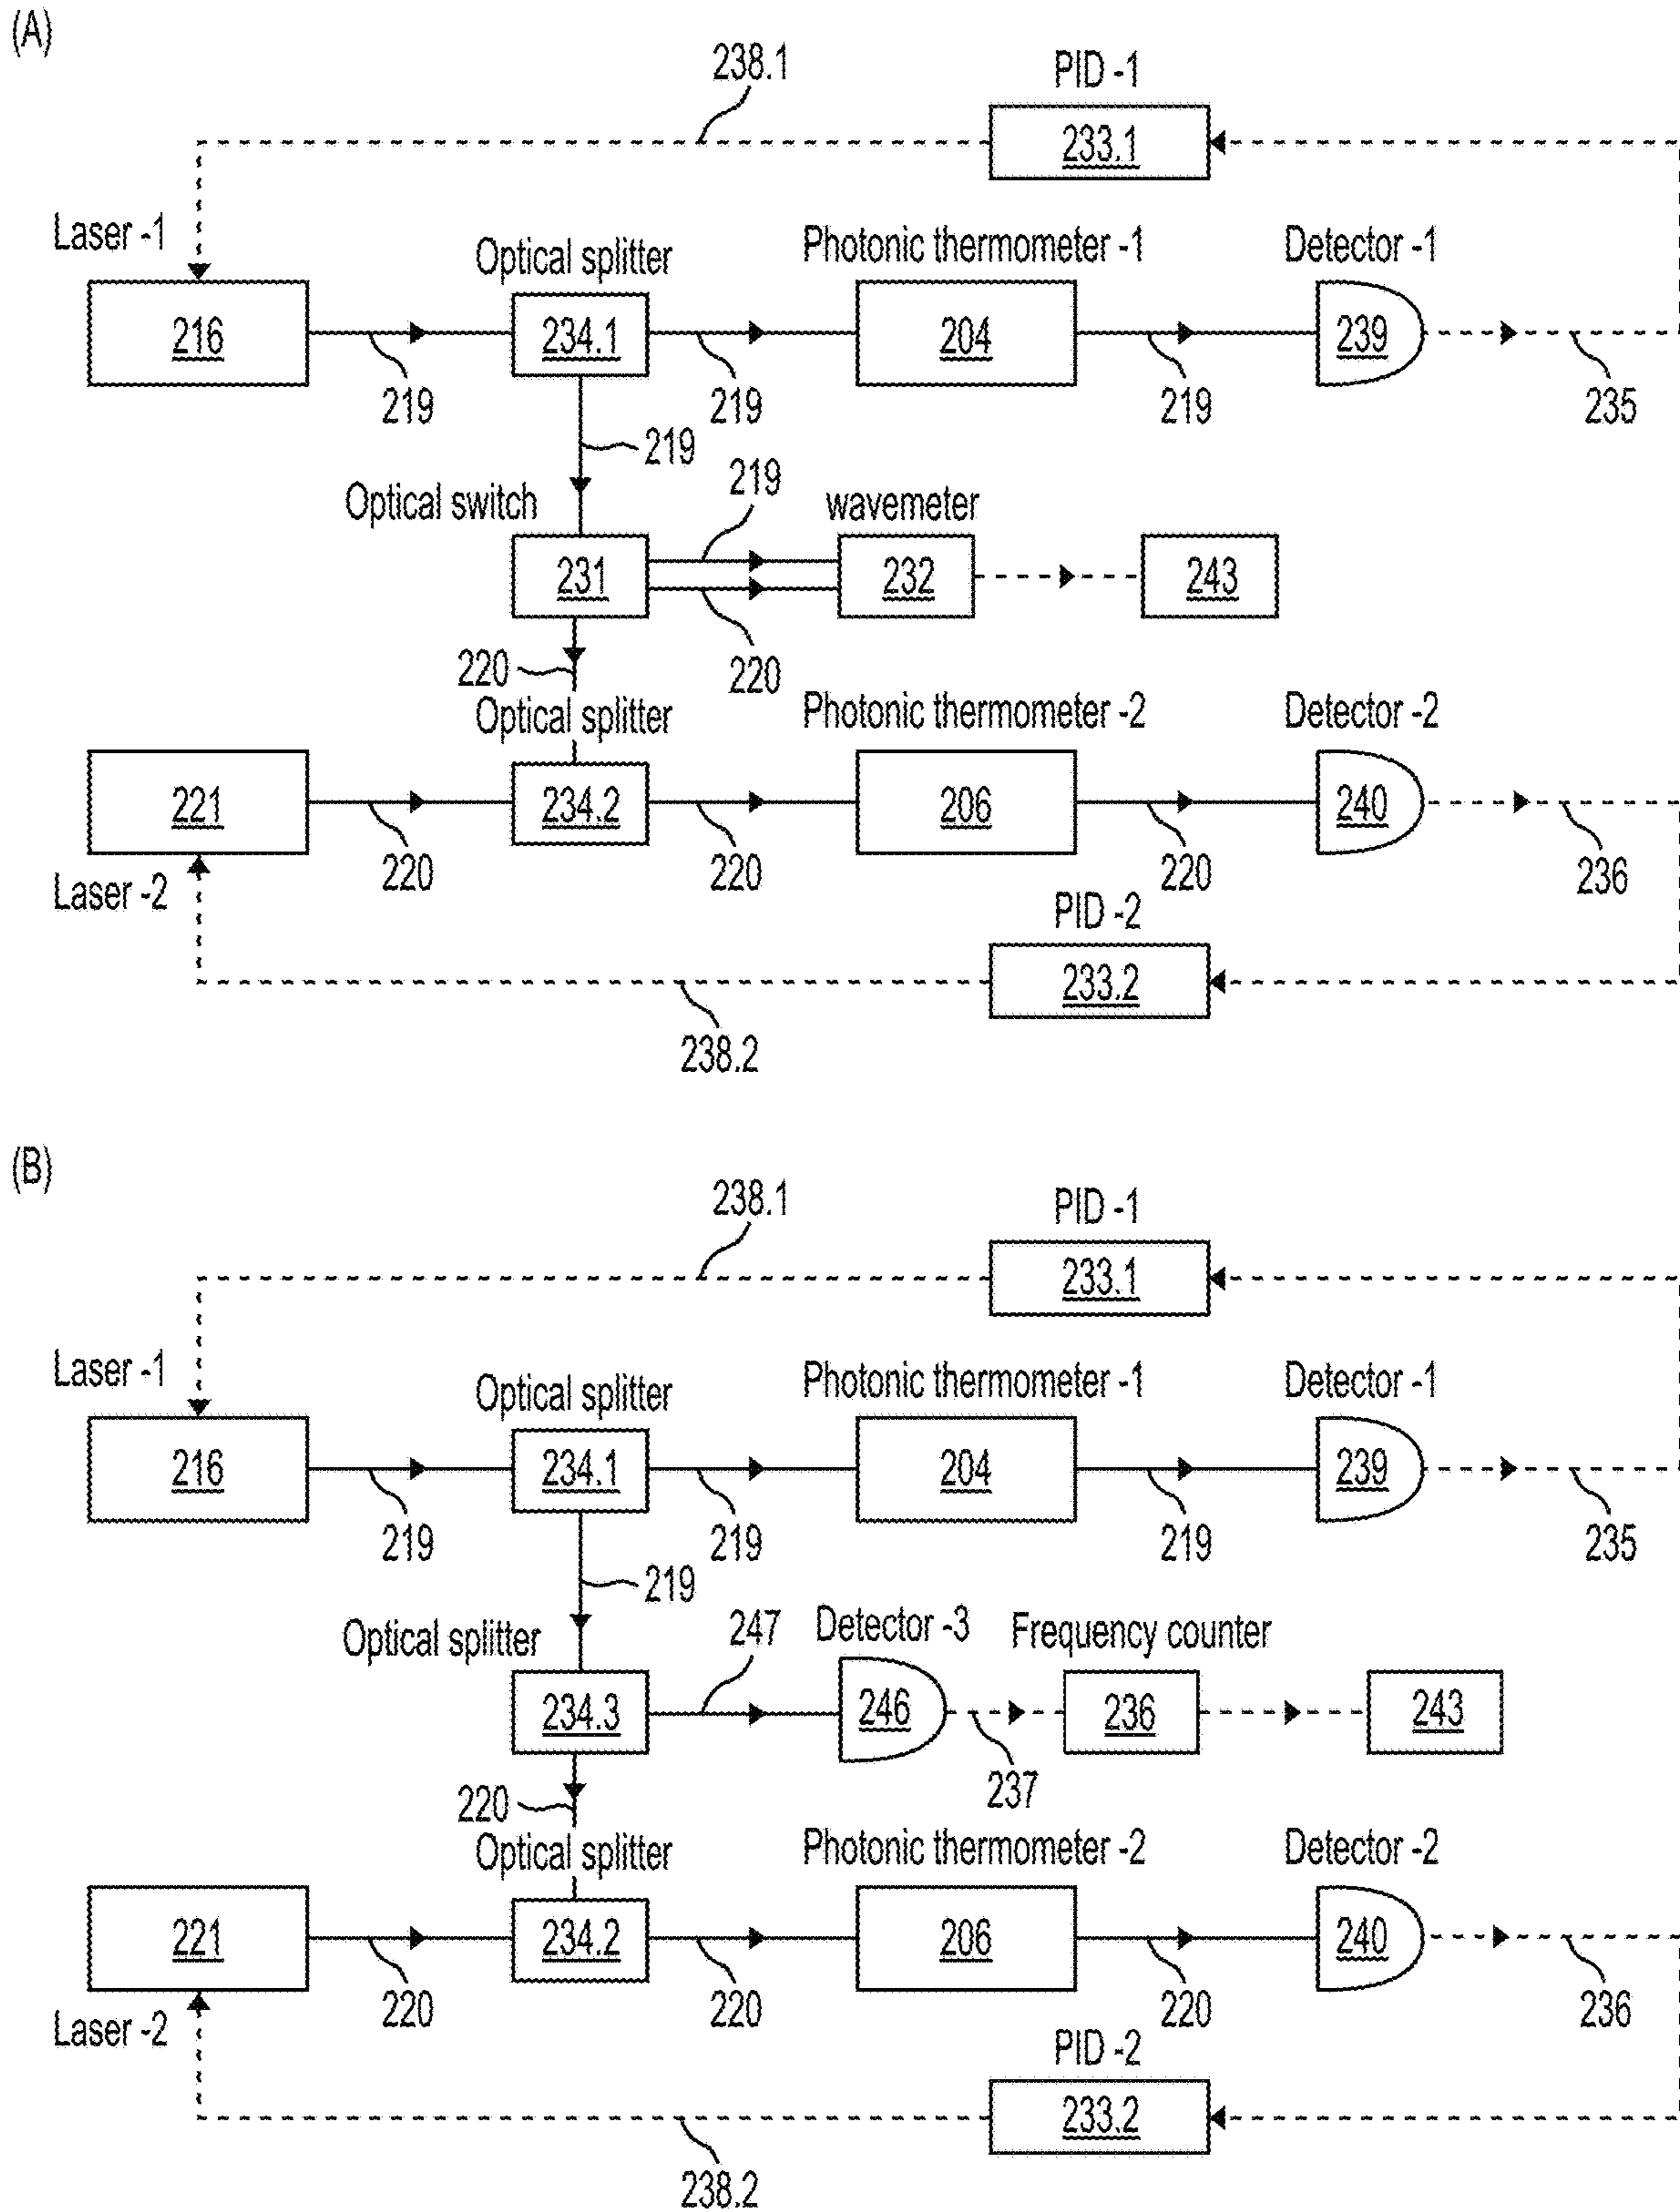 (A)
238.1
PID -1
233.1
Laser -1
Optical splitter
Photonic thermometer -1
Detector -1
216
234.1
204
239
219
219
219
235
219
Optical switch
219
wavemeter
231
232
243
220
220
Optical splitter
Photonic thermometer -2
Detector -2
221
234.2
206
240
Laser -2
220
220
220
236
PID -2
233.2
238.2
(B)
238.1
PID -1
233.1
Laser -1
Optical splitter
Photonic thermometer -1
Detector -1
216
234.1
204
239
219
219
219
235
219
Optical splitter
247
Detector -3
Frequency counter
234.3
246
236
243
237
220
Optical splitter
Photonic thermometer -2
Detector -2
221
234.2
206
240
Laser -2
220
220
220
236
PID -2
233.2
238.2